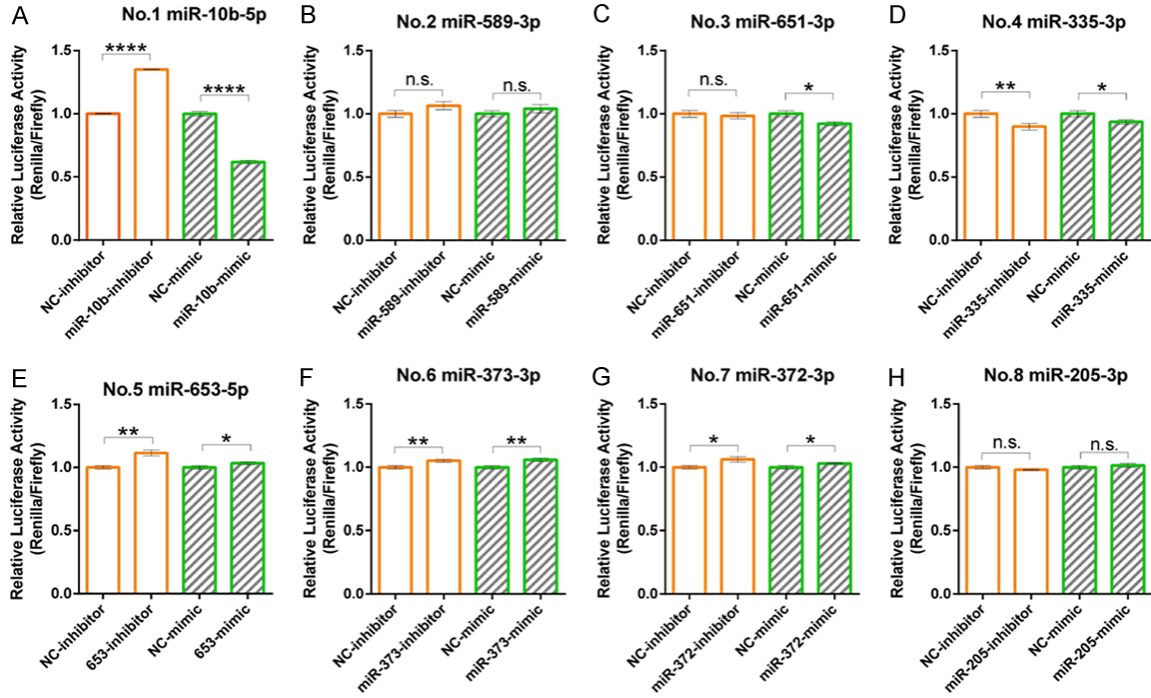 A
No.1 miR-10b-5p
Relative Luciferase Activity
(Renilla/Firefly)
1.5
1.0
0.5
0.0
****
****
NC-inhibitor
miR-10b-inhibitor
NC-mimic
miR-10b-mimic
B
No.2 miR-589-3p
Relative Luciferase Activity
(Renilla/Firefly)
1.5
1.0
0.5
0.0
n.s.
n.s.
NC-inhibitor
miR-589-inhibitor
NC-mimic
miR-589-mimic
C
No.3 miR-651-3p
Relative Luciferase Activity
(Renilla/Firefly)
1.5
1.0
0.5
0.0
n.s.
*
NC-inhibitor
miR-651-inhibitor
NC-mimic
miR-651-mimic
D
No.4 miR-335-3p
Relative Luciferase Activity
(Renilla/Firefly)
1.5
1.0
0.5
0.0
**
*
NC-inhibitor
miR-335-inhibitor
NC-mimic
miR-335-mimic
E
No.5 miR-653-5p
Relative Luciferase Activity
(Renilla/Firefly)
1.5
1.0
0.5
0.0
**
*
NC-inhibitor
653-inhibitor
NC-mimic
653-mimic
F
No.6 miR-373-3p
Relative Luciferase Activity
(Renilla/Firefly)
1.5
1.0
0.5
0.0
**
**
NC-inhibitor
miR-373-inhibitor
NC-mimic
miR-373-mimic
G
No.7 miR-372-3p
Relative Luciferase Activity
(Renilla/Firefly)
1.5
1.0
0.5
0.0
*
*
NC-inhibitor
miR-372-inhibitor
NC-mimic
miR-372-mimic
H
No.8 miR-205-3p
Relative Luciferase Activity
(Renilla/Firefly)
1.5
1.0
0.5
0.0
n.s.
n.s.
NC-inhibitor
miR-205-inhibitor
NC-mimic
miR-205-mimic